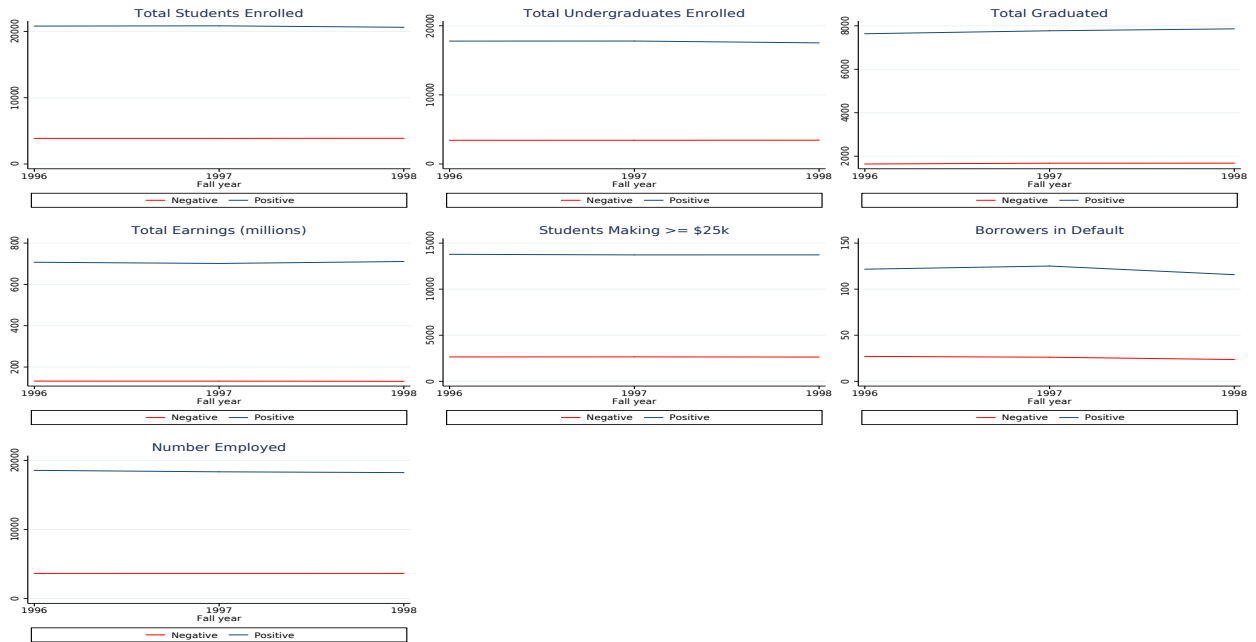 Total Students Enrolled
20000
10000
0
1996 1997 1998
Fall year
Negative Positive
Total Undergraduates Enrolled
20000
10000
0
1996 1997 1998
Fall year
Negative Positive
Total Graduated
8000
6000
4000
2000
1996 1997 1998
Fall year
Negative Positive
Total Earnings (millions)
800
600
400
200
1996 1997 1998
Fall year
Negative Positive
Students Making >= $25k
15000
10000
5000
0
1996 1997 1998
Fall year
Negative Positive
Borrowers in Default
150
100
50
0
1996 1997 1998
Fall year
Negative Positive
Number Employed
20000
10000
0
1996 1997 1998
Fall year
Negative Positive